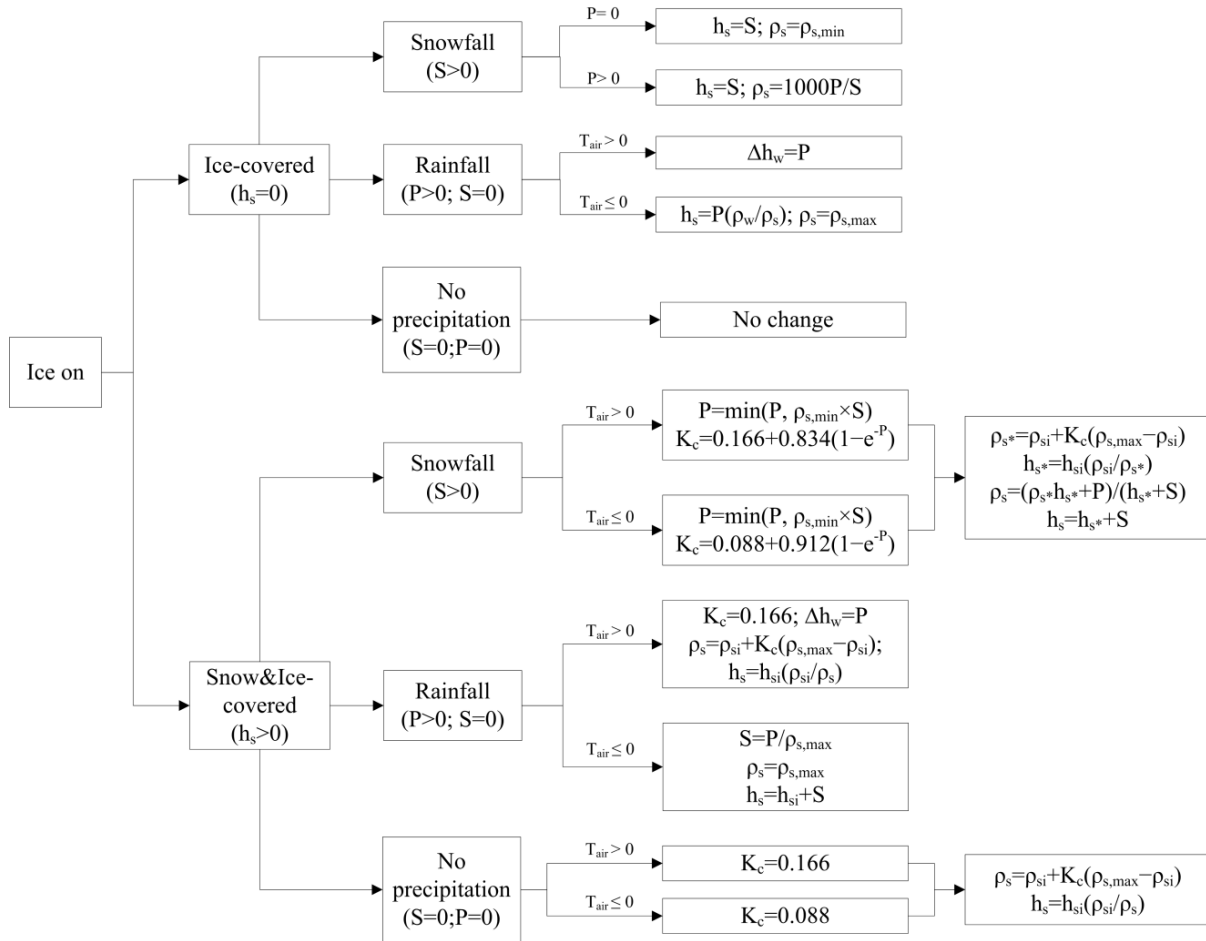 Ice on
Ice-covered
(hₛ=0)
Snowfall
(S>0)
P= 0
hₛ=S; ρₛ=ρₛ,min
P> 0
hₛ=S; ρₛ=1000P/S
Rainfall
(P>0; S=0)
Tair > 0
Δhw=P
Tair ≤ 0
hₛ=P(ρw/ρₛ); ρₛ=ρₛ,max
No
precipitation
(S=0;P=0)
No change
Snow&Ice-
covered
(hₛ>0)
Snowfall
(S>0)
Tair > 0
P=min(P, ρₛ,min×S)
Kc=0.166+0.834(1−e⁻ᴾ)
Tair ≤ 0
P=min(P, ρₛ,min×S)
Kc=0.088+0.912(1−e⁻ᴾ)
ρₛ*=ρₛᵢ+Kc(ρₛ,max−ρₛᵢ)
hₛ*=hₛᵢ(ρₛᵢ/ρₛ*)
ρₛ=(ρₛ*hₛ*+P)/(hₛ*+S)
hₛ=hₛ*+S
Rainfall
(P>0; S=0)
Tair > 0
Kc=0.166; Δhw=P
ρₛ=ρₛᵢ+Kc(ρₛ,max−ρₛᵢ);
hₛ=hₛᵢ(ρₛᵢ/ρₛ)
Tair ≤ 0
S=P/ρₛ,max
ρₛ=ρₛ,max
hₛ=hₛᵢ+S
No
precipitation
(S=0;P=0)
Tair > 0
Kc=0.166
Tair ≤ 0
Kc=0.088
ρₛ=ρₛᵢ+Kc(ρₛ,max−ρₛᵢ)
hₛ=hₛᵢ(ρₛᵢ/ρₛ)